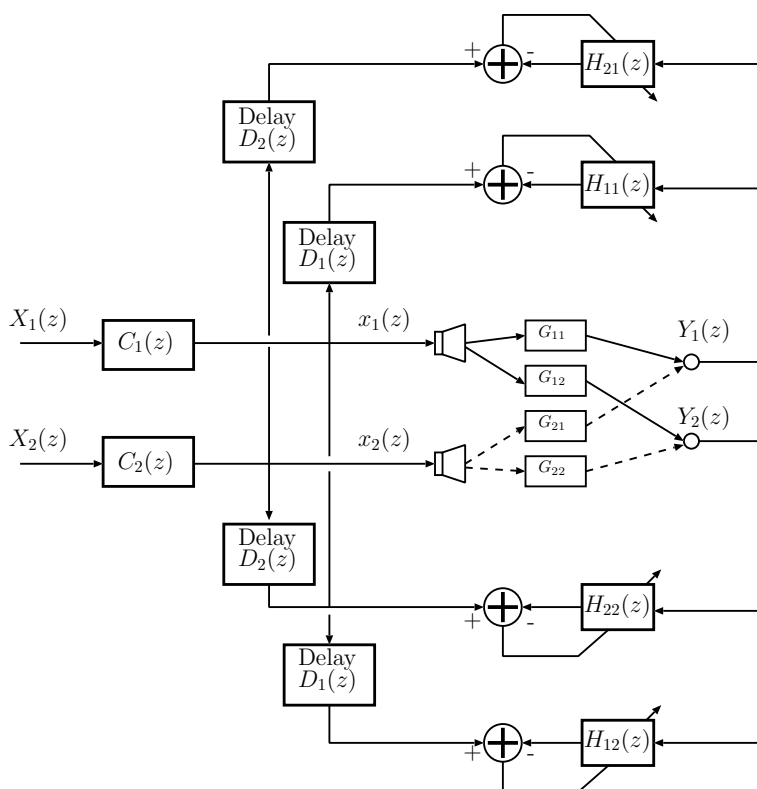 + - H₂₁(z)
Delay
D₂(z)
+ - H₁₁(z)
Delay
D₁(z)
X₁(z) C₁(z) x₁(z) G₁₁ Y₁(z)
G₁₂
X₂(z) C₂(z) x₂(z) G₂₁ Y₂(z)
G₂₂
Delay
D₂(z)
+ - H₂₂(z)
Delay
D₁(z)
+ - H₁₂(z)